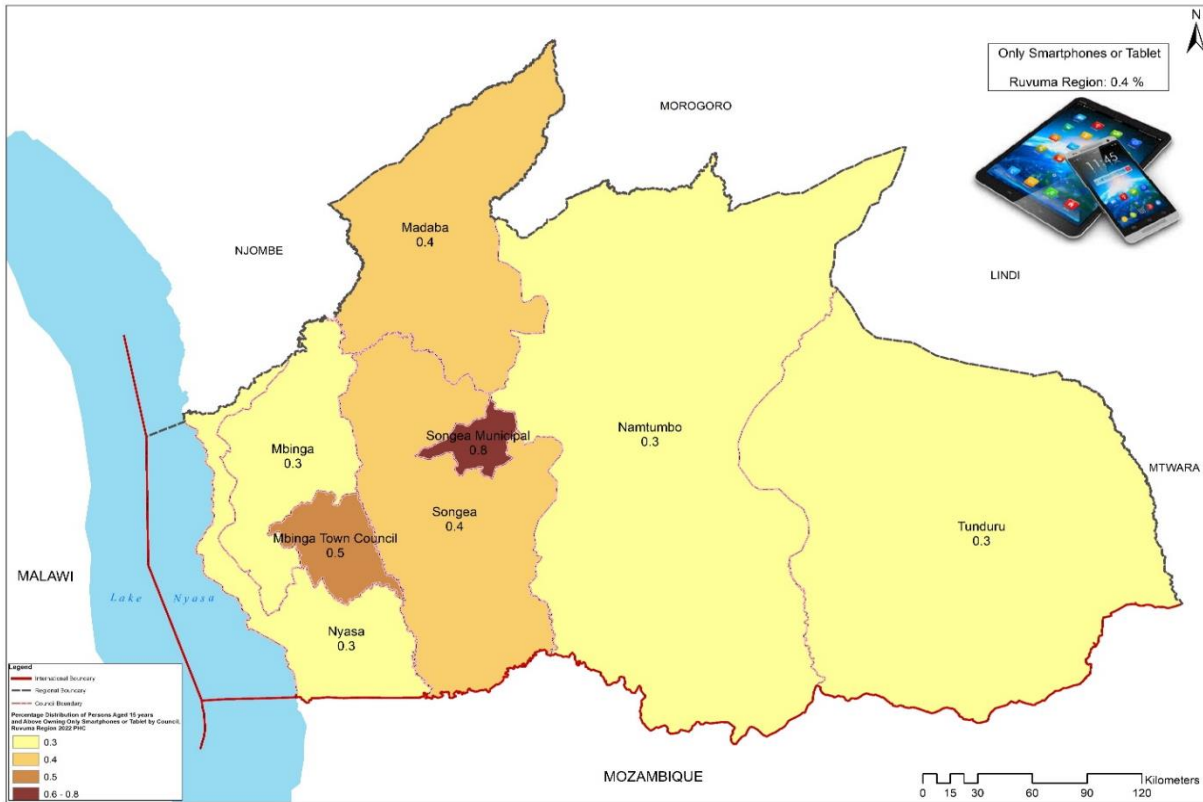 N
Only Smartphones or Tablet
Ruvuma Region: 0.4 %
11:45
MOROGORO
NJOMBE
LINDI
MTWARA
MALAWI
MOZAMBIQUE
Lake Nyasa
Madaba
0.4
Mbinga
0.3
Songea Municipal
0.8
Namtumbo
0.3
Mbinga Town Council
0.5
Songea
0.4
Tunduru
0.3
Nyasa
0.3
Legend
International Boundary
Regional Boundary
Council Boundary
Percentage Distribution of Persons Aged 15 years
and Above Owning Only Smartphones or Tablet by Council,
Ruvuma Region 2022 PHC
0.3
0.4
0.5
0.6 - 0.8
Kilometers
0 15 30 60 90 120